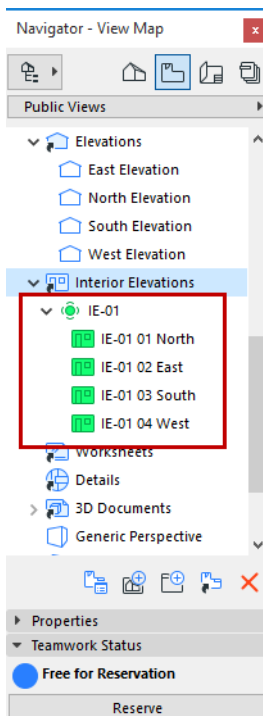 Navigator - View Map
x
Public Views
Elevations
East Elevation
North Elevation
South Elevation
West Elevation
Interior Elevations
IE-01
IE-01 01 North
IE-01 02 East
IE-01 03 South
IE-01 04 West
Worksheets
Details
3D Documents
Generic Perspective
Properties
Teamwork Status
Free for Reservation
Reserve